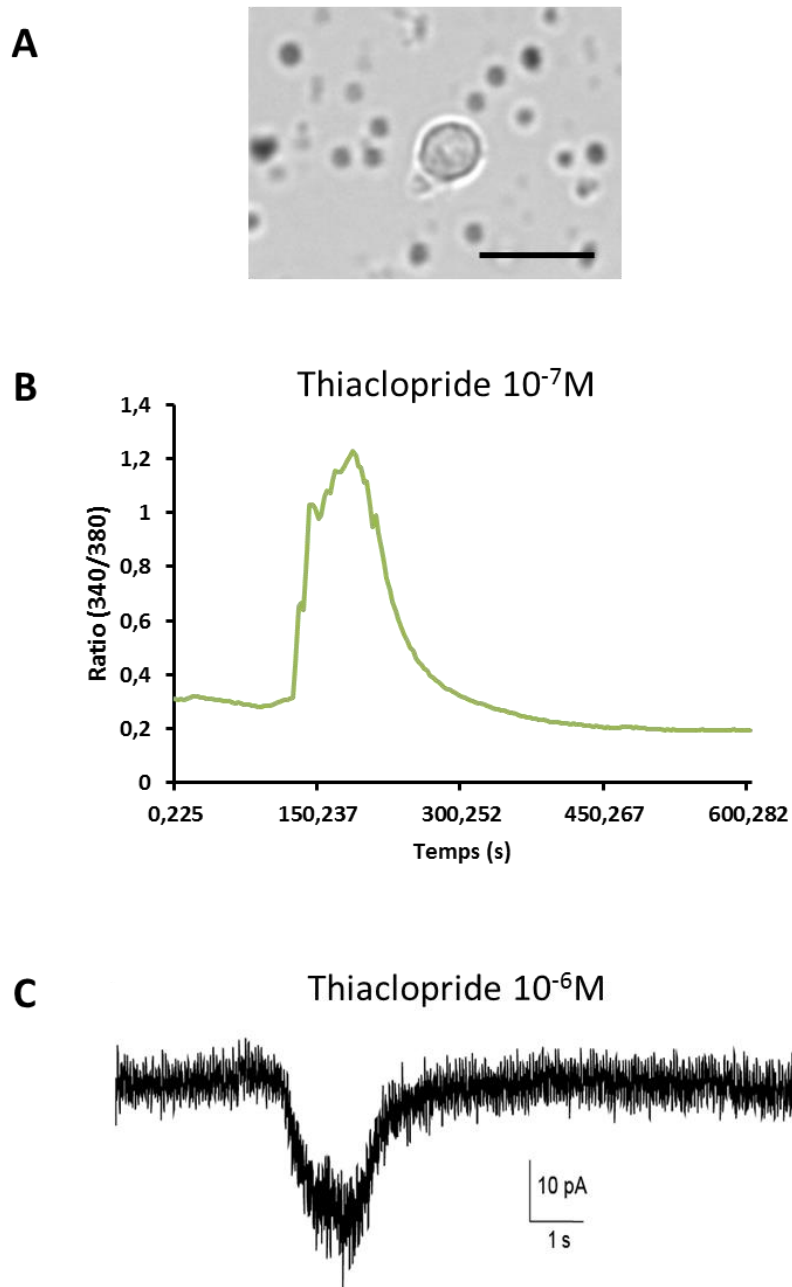 A
B
Thiaclopride 10⁻⁷M
1,4
1,2
1
0,8
0,6
0,4
0,2
0
Ratio (340/380)
0,225 150,237 300,252 450,267 600,282
Temps (s)
C
Thiaclopride 10⁻⁶M
10 pA
1 s